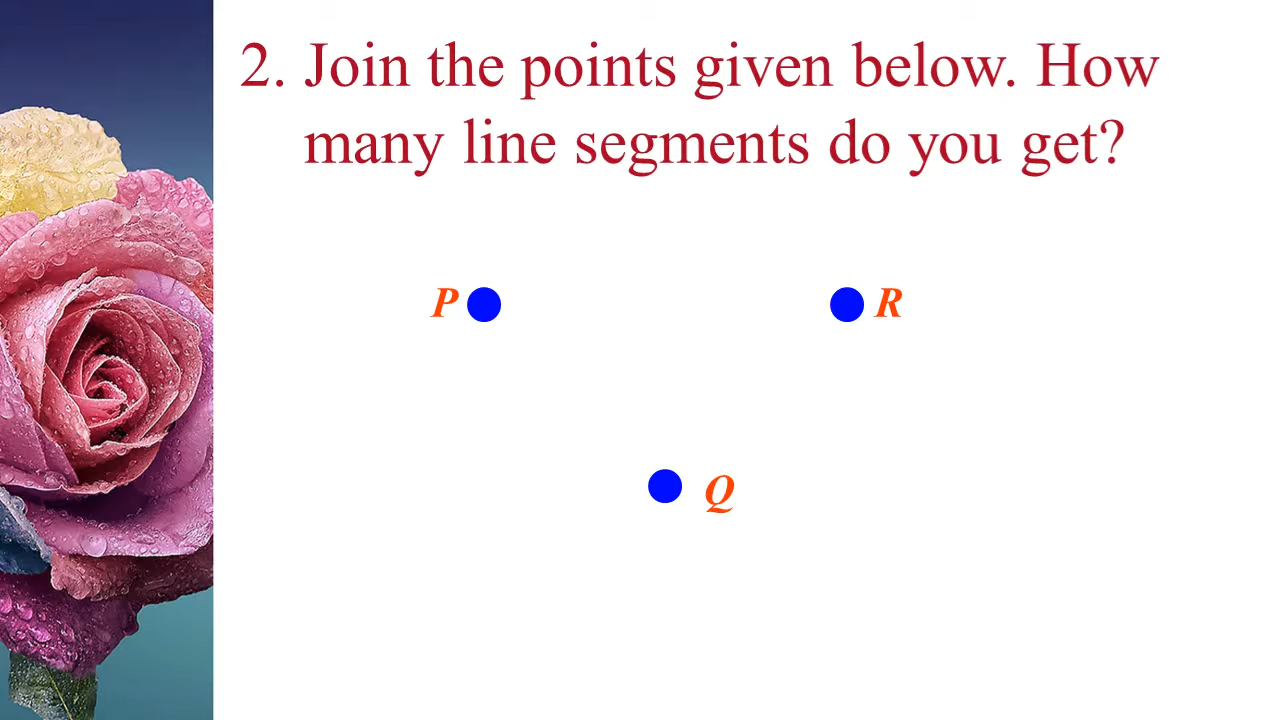 2. Join the points given below. How
many line segments do you get?
P R
Q